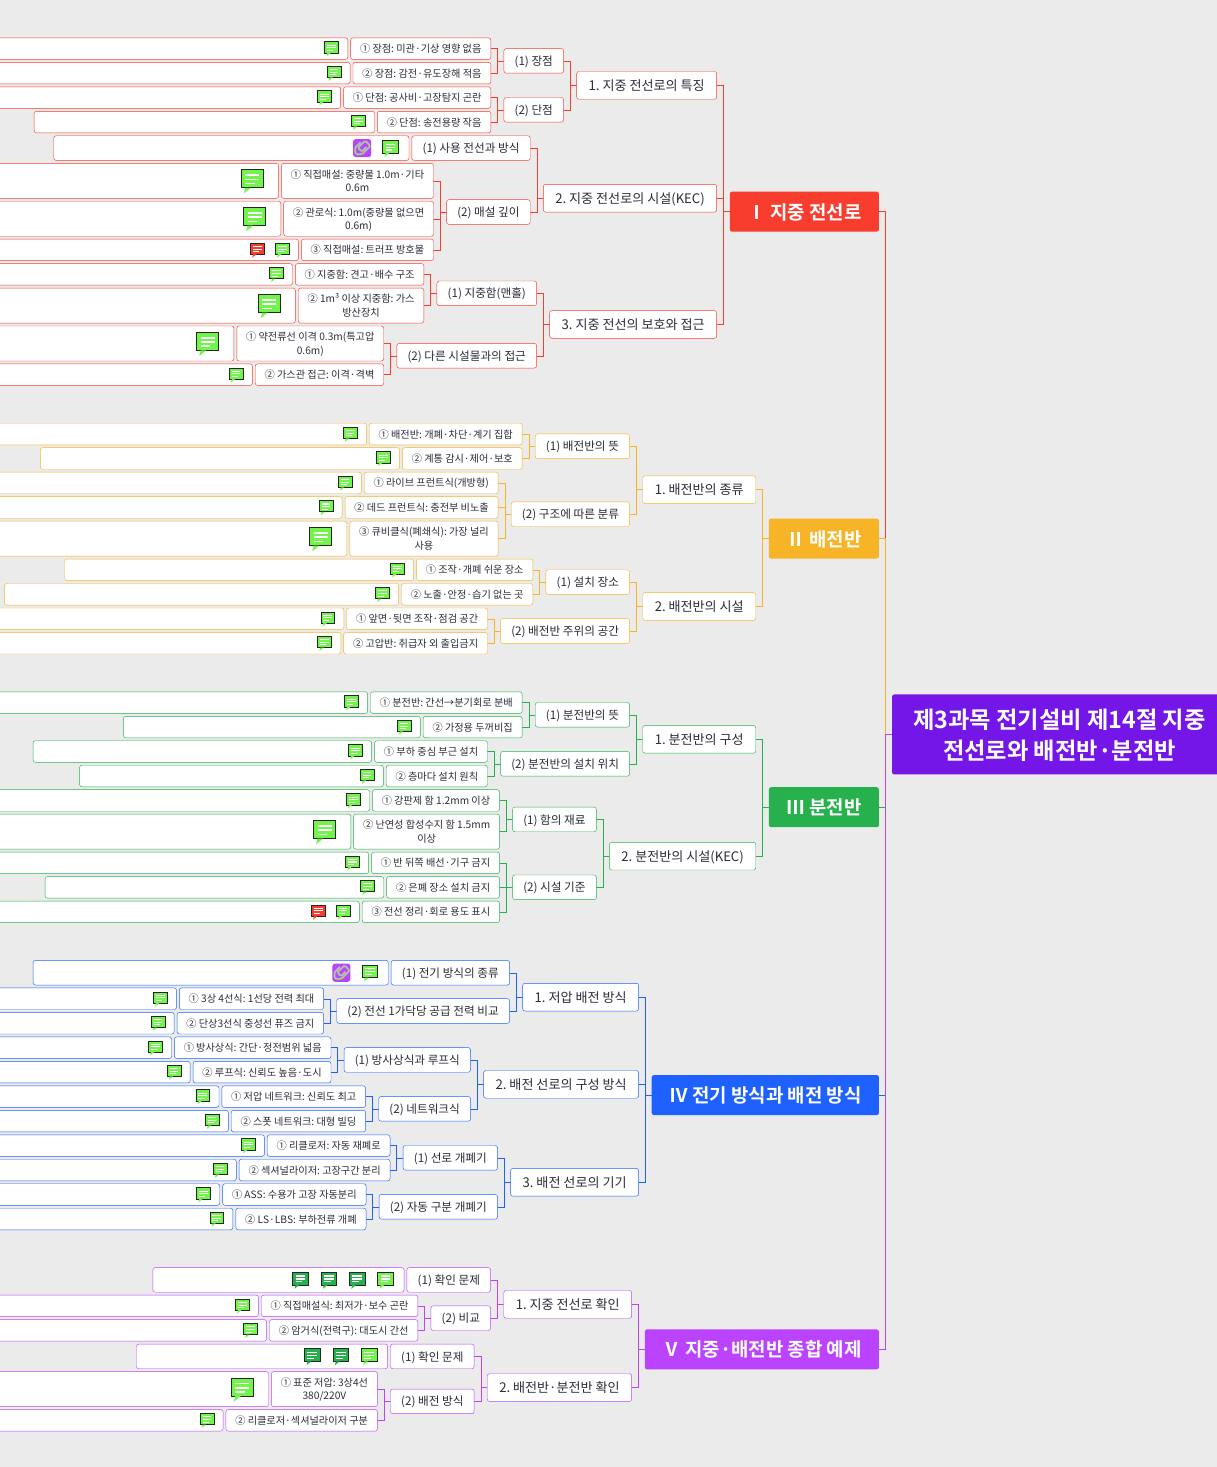 제3과목 전기설비 제14절 지중
전선로와 배전반·분전반
Ⅰ 지중 전선로
1. 지중 전선로의 특징
(1) 장점
① 장점: 미관·기상 영향 없음
② 장점: 감전·유도장해 적음
(2) 단점
① 단점: 공사비·고장탐지 곤란
② 단점: 송전용량 작음
2. 지중 전선로의 시설(KEC)
(1) 사용 전선과 방식
(2) 매설 깊이
① 직접매설: 중량물 1.0m·기타
0.6m
② 관로식: 1.0m(중량물 없으면
0.6m)
③ 직접매설: 트러프 방호물
3. 지중 전선의 보호와 접근
(1) 지중함(맨홀)
① 지중함: 견고·배수 구조
② 1m³ 이상 지중함: 가스
방산장치
(2) 다른 시설물과의 접근
① 약전류선 이격 0.3m(특고압
0.6m)
② 가스관 접근: 이격·격벽
Ⅱ 배전반
1. 배전반의 종류
(1) 배전반의 뜻
① 배전반: 개폐·차단·계기 집합
② 계통 감시·제어·보호
(2) 구조에 따른 분류
① 라이브 프런트식(개방형)
② 데드 프런트식: 충전부 비노출
③ 큐비클식(폐쇄식): 가장 널리
사용
2. 배전반의 시설
(1) 설치 장소
① 조작·개폐 쉬운 장소
② 노출·안정·습기 없는 곳
(2) 배전반 주위의 공간
① 앞면·뒷면 조작·점검 공간
② 고압반: 취급자 외 출입금지
Ⅲ 분전반
1. 분전반의 구성
(1) 분전반의 뜻
① 분전반: 간선→분기회로 분배
② 가정용 두꺼비집
(2) 분전반의 설치 위치
① 부하 중심 부근 설치
② 층마다 설치 원칙
2. 분전반의 시설(KEC)
(1) 함의 재료
① 강판제 함 1.2mm 이상
② 난연성 합성수지 함 1.5mm
이상
(2) 시설 기준
① 반 뒤쪽 배선·기구 금지
② 은폐 장소 설치 금지
③ 전선 정리·회로 용도 표시
Ⅳ 전기 방식과 배전 방식
1. 저압 배전 방식
(1) 전기 방식의 종류
(2) 전선 1가닥당 공급 전력 비교
① 3상 4선식: 1선당 전력 최대
② 단상3선식 중성선 퓨즈 금지
2. 배전 선로의 구성 방식
(1) 방사상식과 루프식
① 방사상식: 간단·정전범위 넓음
② 루프식: 신뢰도 높음·도시
(2) 네트워크식
① 저압 네트워크: 신뢰도 최고
② 스폿 네트워크: 대형 빌딩
3. 배전 선로의 기기
(1) 선로 개폐기
① 리클로저: 자동 재폐로
② 섹셔널라이저: 고장구간 분리
(2) 자동 구분 개폐기
① ASS: 수용가 고장 자동분리
② LS·LBS: 부하전류 개폐
Ⅴ 지중·배전반 종합 예제
1. 지중 전선로 확인
(1) 확인 문제
(2) 비교
① 직접매설식: 최저가·보수 곤란
② 암거식(전력구): 대도시 간선
2. 배전반·분전반 확인
(1) 확인 문제
(2) 배전 방식
① 표준 저압: 3상4선
380/220V
② 리클로저·섹셔널라이저 구분